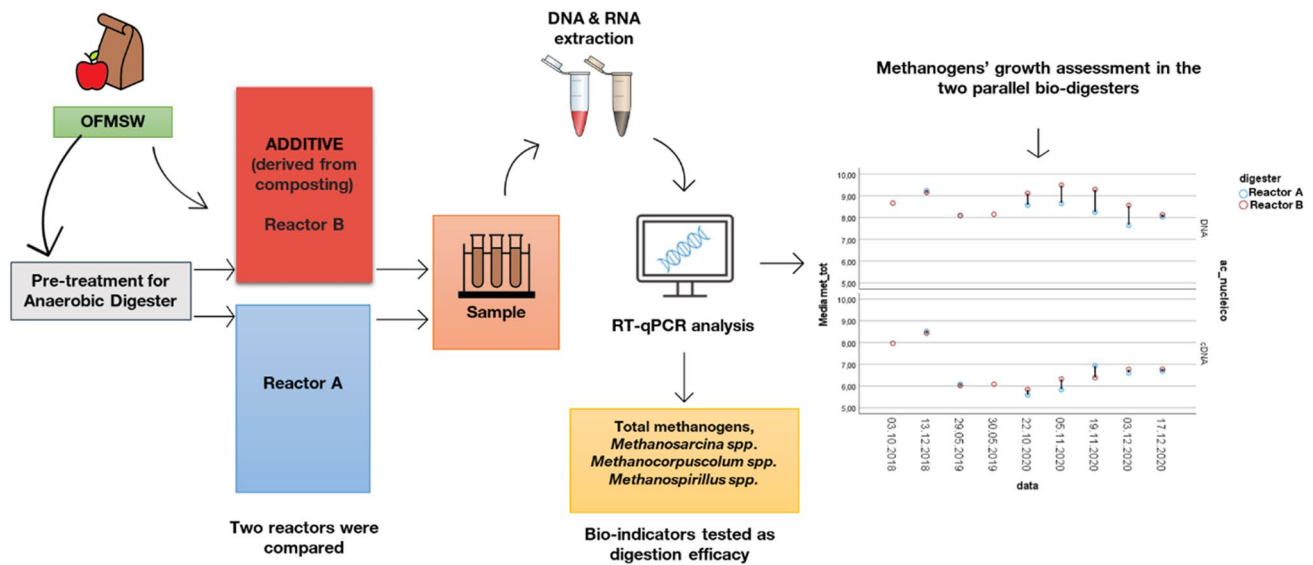 OFMSW
Pre-treatment for
Anaerobic Digester
ADDITIVE
(derived from
composting)
Reactor B
Reactor A
Two reactors were
compared
Sample
DNA & RNA
extraction
RT-qPCR analysis
Total methanogens,
Methanosarcina spp.
Methanocorpuscolum spp.
Methanospirillus spp.
Bio-indicators tested as
digestion efficacy
Methanogens’ growth assessment in the
two parallel bio-digesters
digester
Reactor A
Reactor B
Media met_tot
10,00
9,00
8,00
7,00
6,00
5,00
DNA
10,00
9,00
8,00
7,00
6,00
5,00
cDNA
ac_nucleico
03.10.2018
13.12.2018
29.05.2019
30.05.2019
22.10.2020
05.11.2020
19.11.2020
03.12.2020
17.12.2020
data